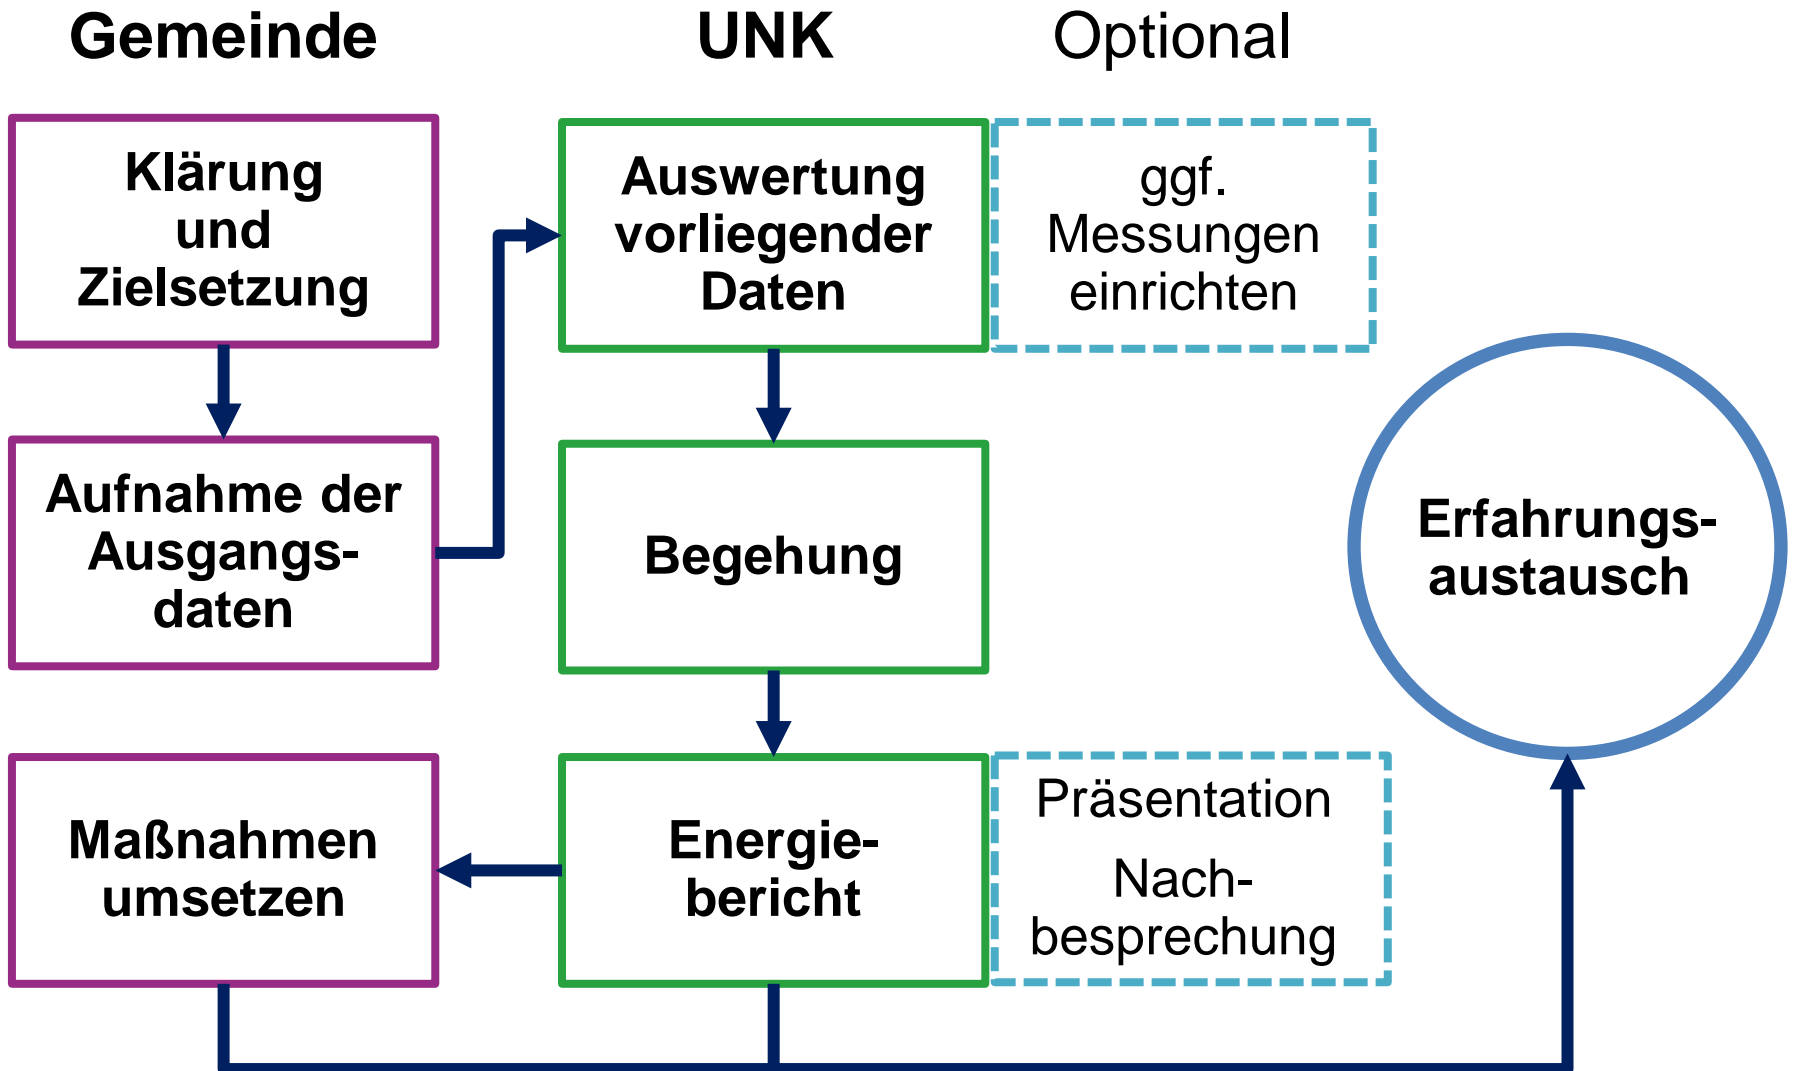 Gemeinde
UNK
Optional
Klärung
und
Zielsetzung
Auswertung
vorliegender
Daten
ggf.
Messungen
einrichten
Aufnahme der
Ausgangs-
daten
Begehung
Erfahrungs-
austausch
Maßnahmen
umsetzen
Energie-
bericht
Präsentation
Nach-
besprechung